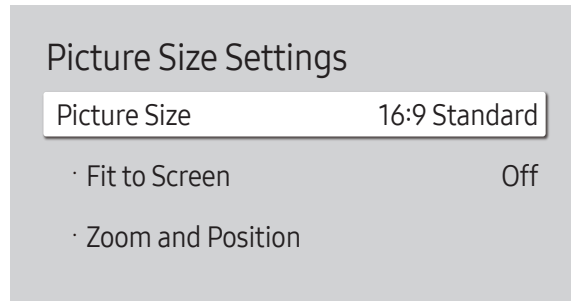 Picture Size Settings
Picture Size 16:9 Standard
· Fit to Screen Off
· Zoom and Position